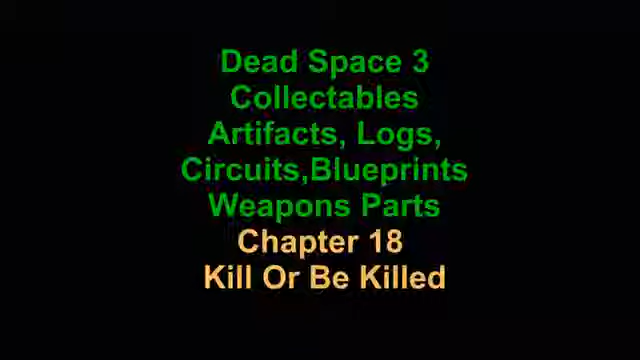 Dead Space 3
Collectables
Artifacts, Logs,
Circuits,Blueprints
Weapons Parts
Chapter 18
Kill Or Be Killed